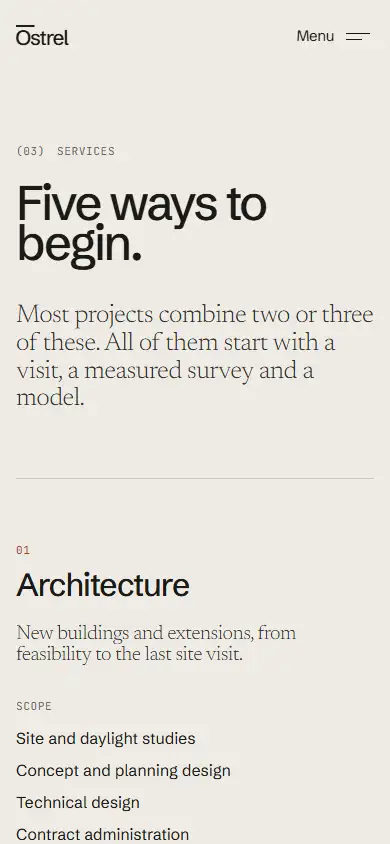 Ōstrel
Menu
(03) SERVICES
Five ways to
begin.
Most projects combine two or three
of these. All of them start with a
visit, a measured survey and a
model.
01
Architecture
New buildings and extensions, from
feasibility to the last site visit.
SCOPE
Site and daylight studies
Concept and planning design
Technical design
Contract administration